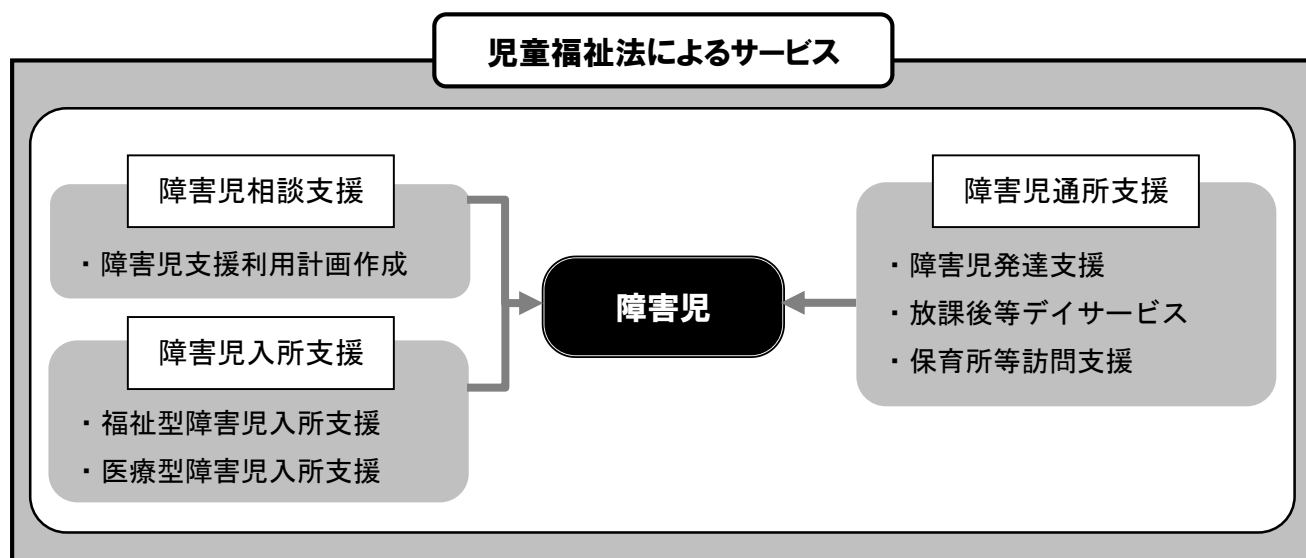 児童福祉法によるサービス
障害児相談支援
・障害児支援利用計画作成
障害児入所支援
・福祉型障害児入所支援
・医療型障害児入所支援
障害児
障害児通所支援
・障害児発達支援
・放課後等デイサービス
・保育所等訪問支援